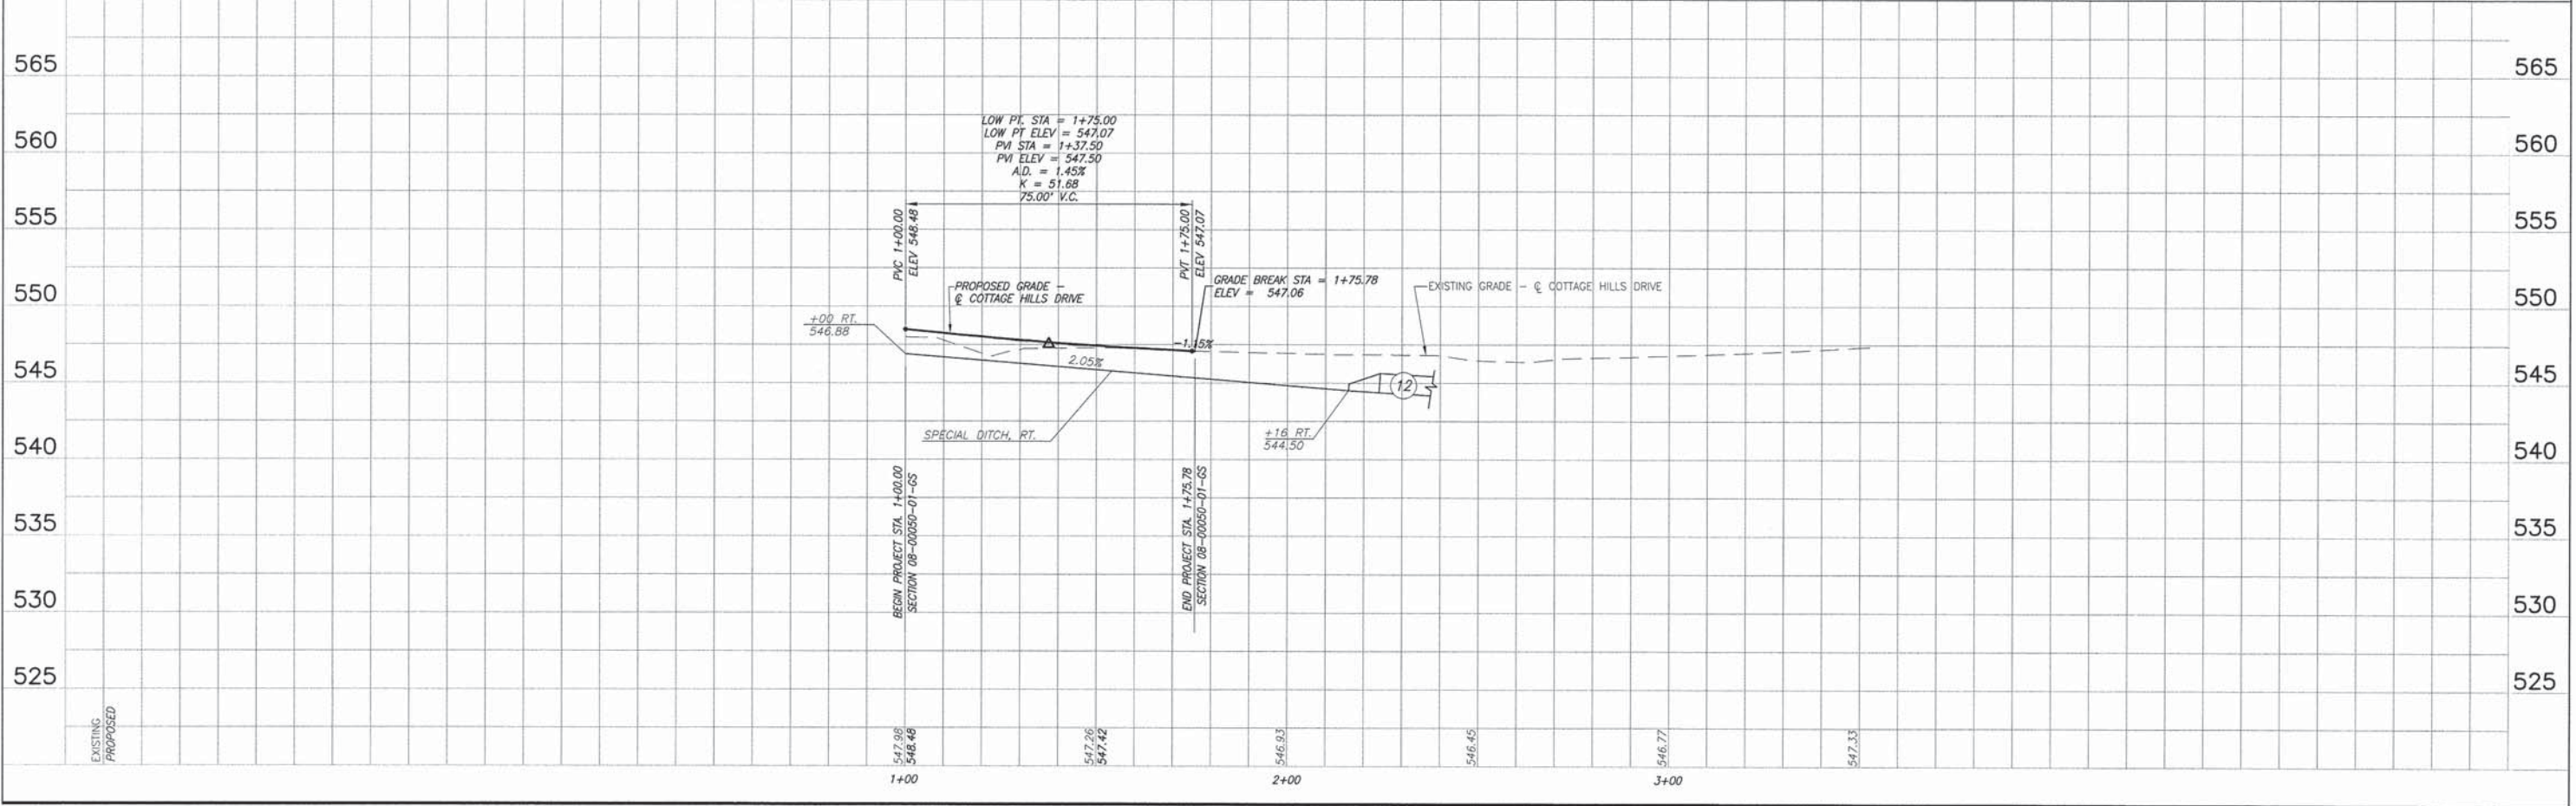 565
560
555
550
545
540
535
530
525
565
560
555
550
545
540
535
530
525
LOW PT. STA = 1+75.00
LOW PT ELEV = 547.07
PVI STA = 1+37.50
PVI ELEV = 547.50
A.D. = 1.45%
K = 51.68
75.00' V.C.
PVC 1+00.00
ELEV 548.48
PVT 1+75.00
ELEV 547.07
PROPOSED GRADE -
℄ COTTAGE HILLS DRIVE
GRADE BREAK STA = 1+75.78
ELEV = 547.06
EXISTING GRADE - ℄ COTTAGE HILLS DRIVE
+00 RT.
546.88
-1.15%
2.05%
12
SPECIAL DITCH, RT.
+16 RT.
544.50
BEGIN PROJECT STA. 1+00.00
SECTION 08-00050-01-GS
END PROJECT STA. 1+75.78
SECTION 08-00050-01-GS
EXISTING
PROPOSED
547.98
548.48
547.26
547.42
546.93
546.45
546.77
547.33
1+00
2+00
3+00